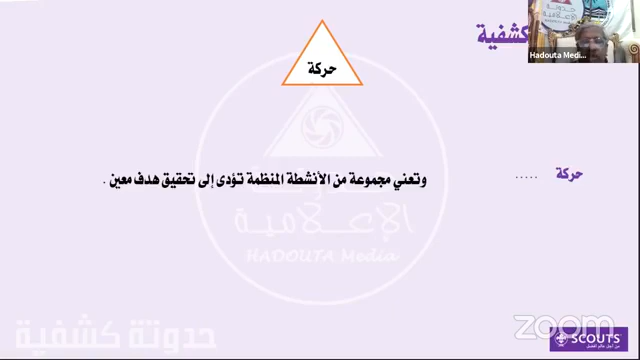 كشفية
Hadouta Medi...
حركة
حركة .....
وتعني مجموعة من الأنشطة المنظمة تؤدى إلى تحقيق هدف معين .
الإعلامية
HADOUTA Media
حدوتة كشفية
zoom
SCOUTS